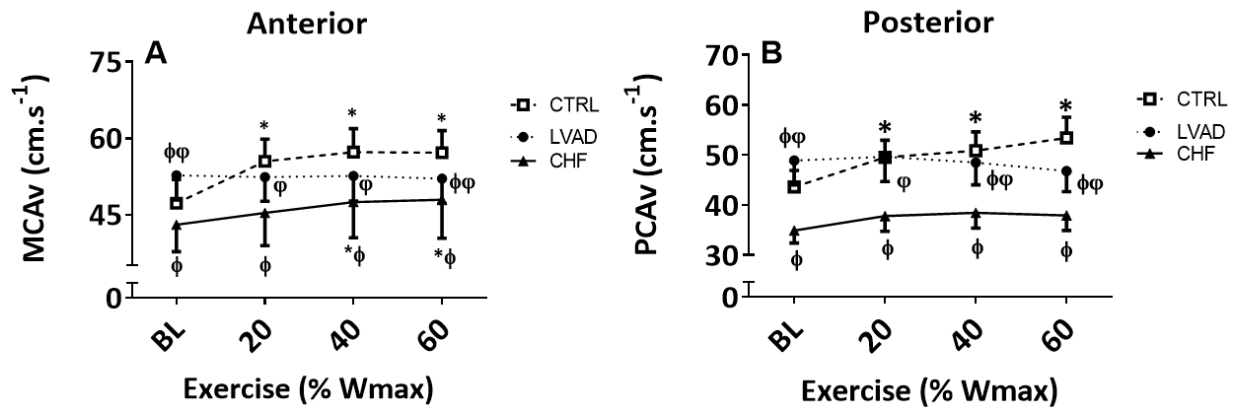 Anterior
A
MCAv (cm.s⁻¹)
75
60
45
0
ϕφ
*
*
*
φ
φ
ϕφ
ϕ
ϕ
*ϕ
*ϕ
BL
20
40
60
Exercise (% Wmax)
CTRL
LVAD
CHF
Posterior
B
PCAv (cm.s⁻¹)
70
60
50
40
30
0
ϕφ
*
*
*
φ
ϕφ
ϕφ
ϕ
ϕ
ϕ
ϕ
BL
20
40
60
Exercise (% Wmax)
CTRL
LVAD
CHF